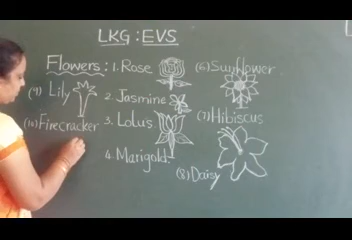 LKG : EVS
Flowers : 1. Rose
2. Jasmine
3. Lotus
4. Marigold.
(6) Sunflower
(7) Hibiscus
(8) Daisy
(9) Lily
(10) Firecracker